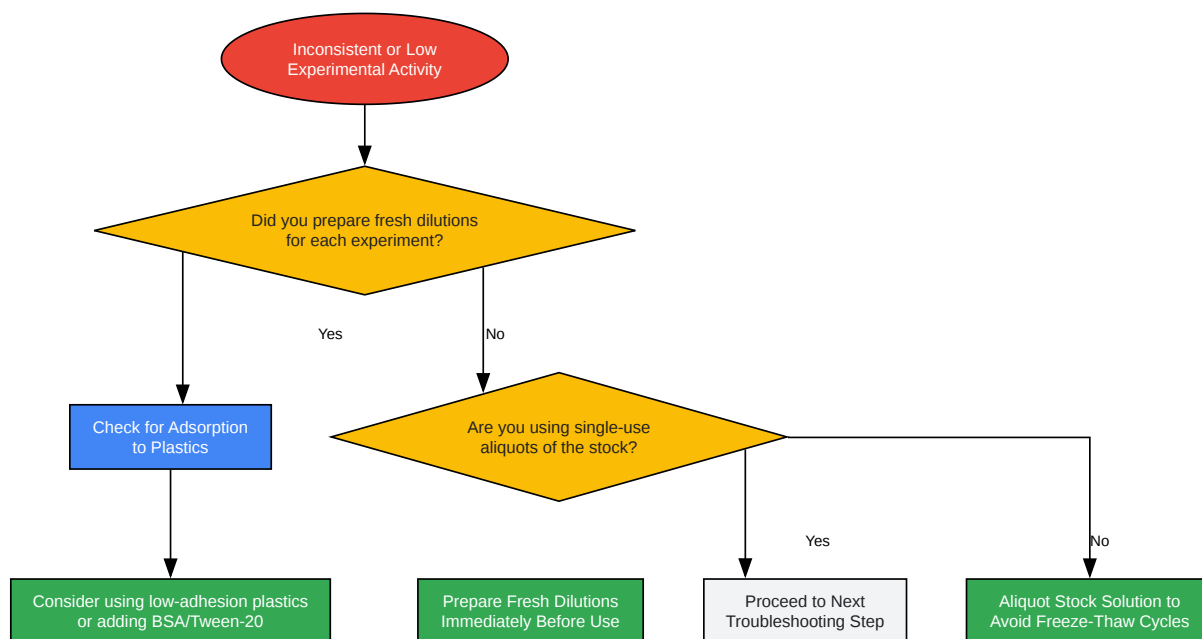 Inconsistent or Low
Experimental Activity
Did you prepare fresh dilutions
for each experiment?
Yes
No
Check for Adsorption
to Plastics
Are you using single-use
aliquots of the stock?
Yes
No
Consider using low-adhesion plastics
or adding BSA/Tween-20
Prepare Fresh Dilutions
Immediately Before Use
Proceed to Next
Troubleshooting Step
Aliquot Stock Solution to
Avoid Freeze-Thaw Cycles